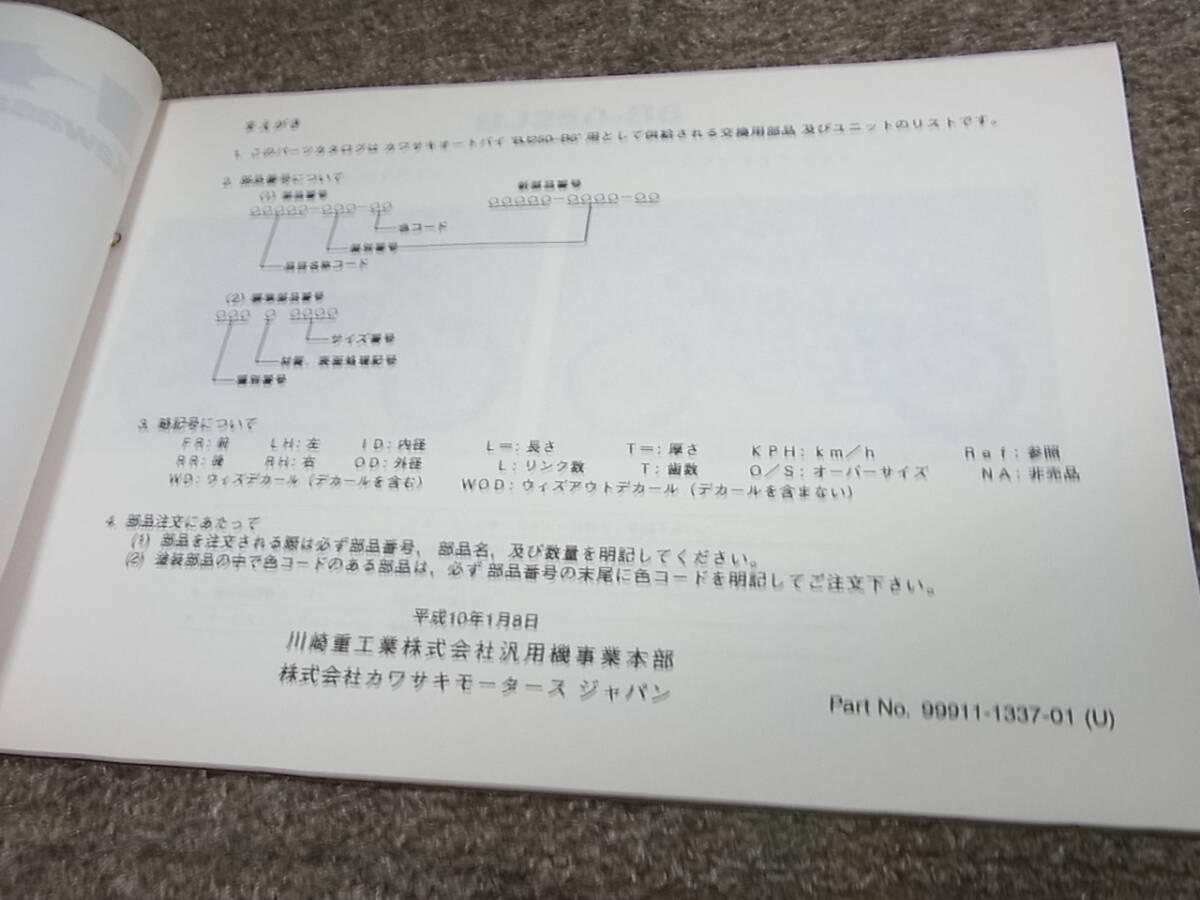 まえがき
1. このパーツカタログは カワサキオートバイ "BJ250-B6" 用として供給される交換用部品 及びユニットのリストです。
2. 部品番号について
(1)
色コード
コード
(2)
サイズ番号
材質、表面処理記号
3. 略記号について
FR：前 LH：左 ID：内径 L＝：長さ T＝：厚さ KPH：km／h Ref：参照
RR：後 RH：右 OD：外径 L：リンク数 T：歯数 O／S：オーバーサイズ NA：非売品
WD：ウィズデカール（デカールを含む） WOD：ウィズアウトデカール（デカールを含まない）
4. 部品注文にあたって
(1) 部品を注文される際は必ず部品番号、部品名、及び数量を明記してください。
(2) 塗装部品の中で色コードのある部品は、必ず 部品番号の末尾に色コードを明記してご注文下さい。
平成10年1月8日
川崎重工業株式会社汎用機事業本部
株式会社カワサキモータース ジャパン
Part No. 99911-1337-01 (U)